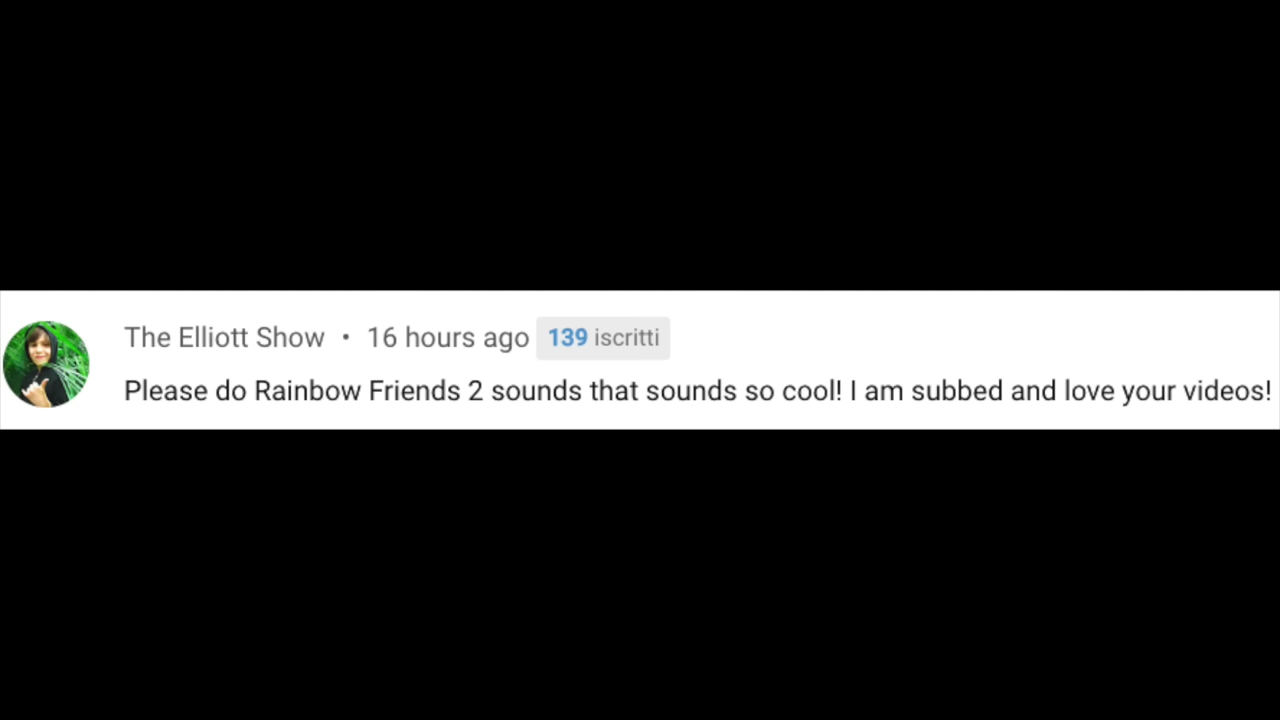 The Elliott Show • 16 hours ago 139 iscritti
Please do Rainbow Friends 2 sounds that sounds so cool! I am subbed and love your videos!